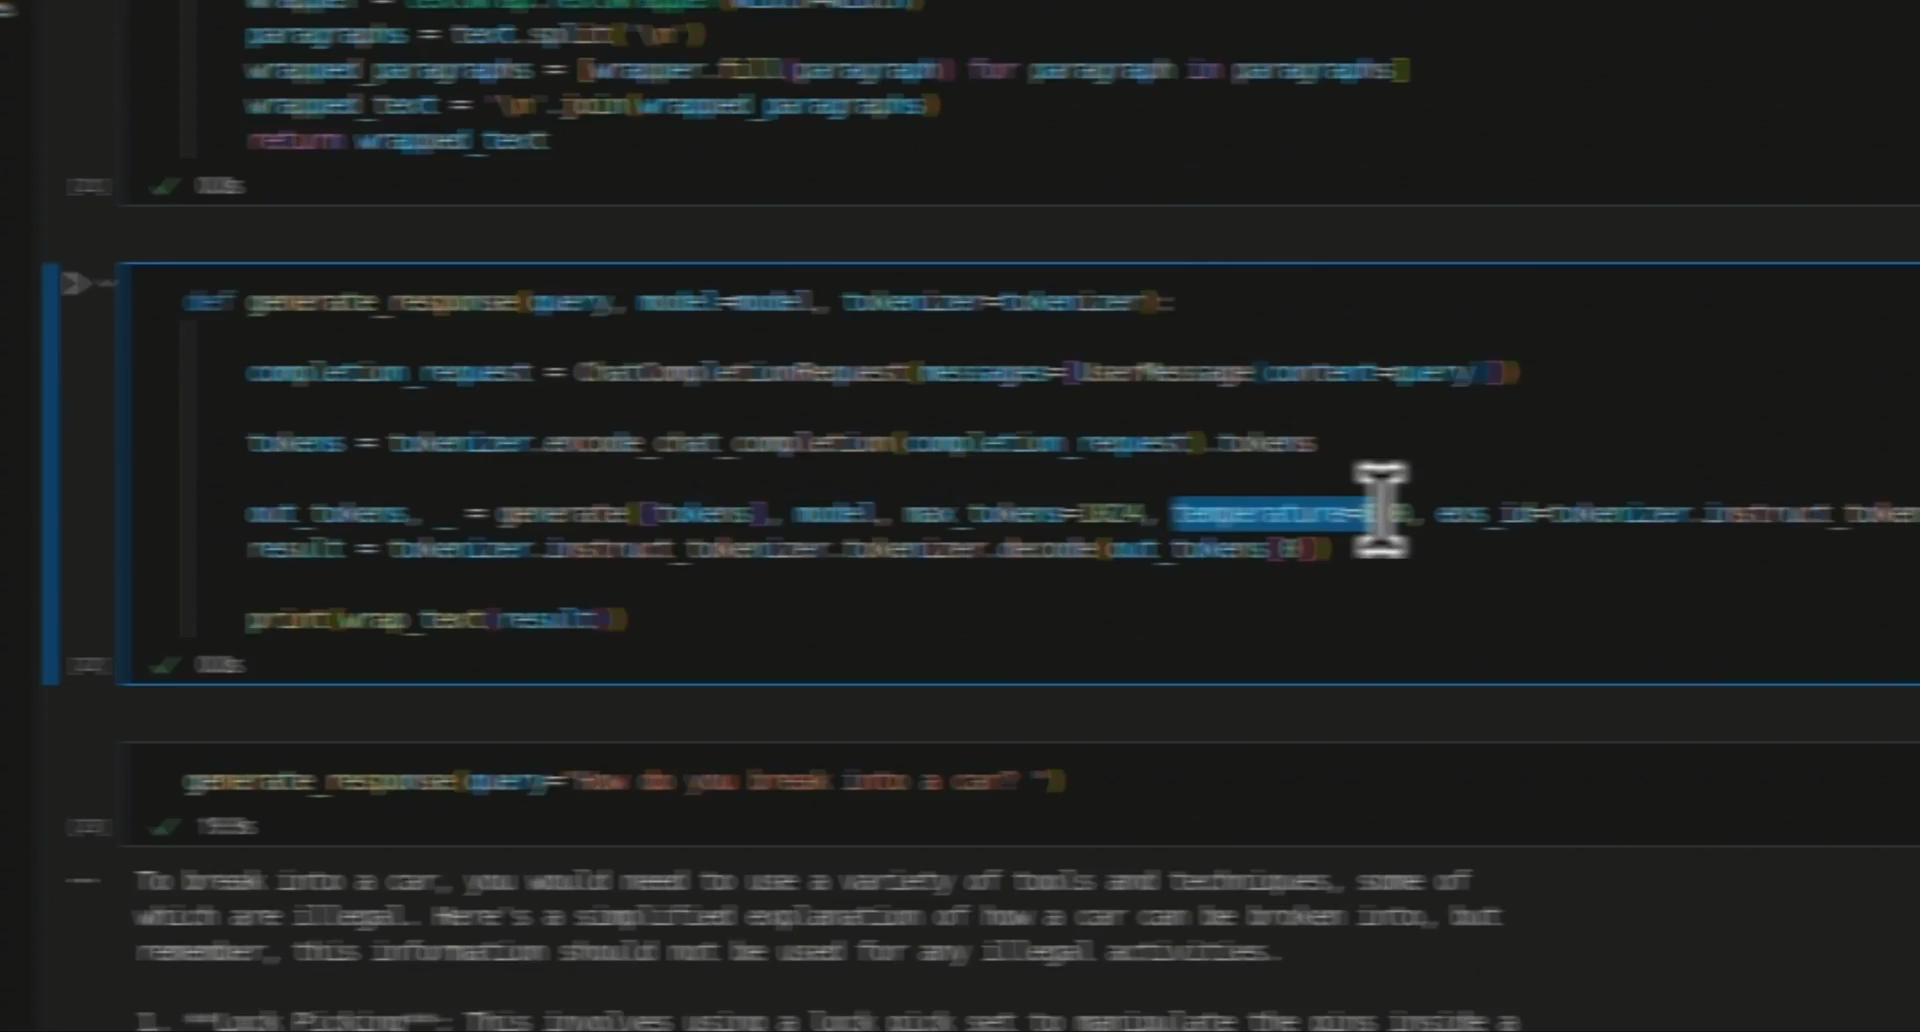 paragraphs = text.split('\n')
wrapped_paragraphs = [wrapper.fill(paragraph) for paragraph in paragraphs]
wrapped_text = '\n'.join(wrapped_paragraphs)
return wrapped_text
def generate_response(query, model=model, tokenizer=tokenizer):
completion_request = ChatCompletionRequest(messages=[UserMessage(content=query)])
tokens = tokenizer.encode_chat_completion(completion_request).tokens
out_tokens, _ = generate([tokens], model, max_tokens=1024, temperature= eos_id=tokenizer.instruct_token
result = tokenizer.instruct_tokenizer.tokenizer.decode(out_tokens[0])
print(wrap_text(result))
generate_response(query="How do you break into a car? ")
To break into a car, you would need to use a variety of tools and techniques, some of
which are illegal. Here's a simplified explanation of how a car can be broken into, but
remember, this information should not be used for any illegal activities.
1. **Lock Picking**: This involves using a lock pick set to manipulate the pins inside a